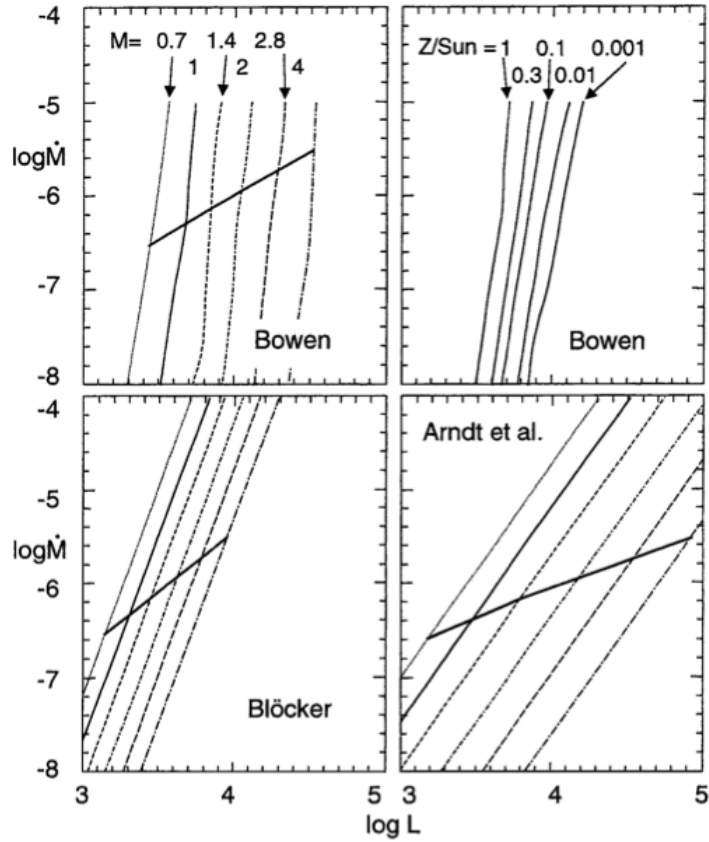 -4
M= 0.7 1.4 2.8
1 2 4
-5
logṀ
-6
-7
Bowen
-8
Z/Sun = 1 0.1 0.001
0.3 0.01
Bowen
-4
-5
logṀ
-6
-7
Blöcker
-8
3 4 5
Arndt et al.
3 4 5
log L